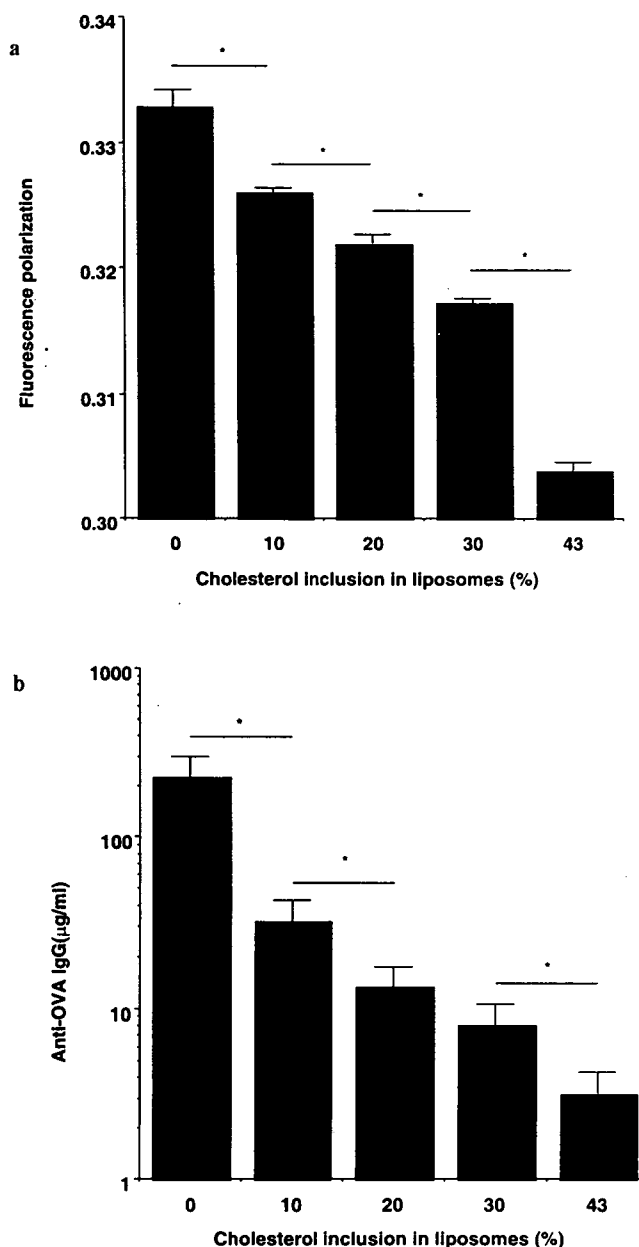 a
0.34
0.33
0.32
0.31
0.30
Fluorescence polarization
*
*
*
*
0 10 20 30 43
Cholesterol inclusion in liposomes (%)
b
1000
100
10
1
Anti-OVA IgG(μg/ml)
*
*
*
0 10 20 30 43
Cholesterol inclusion in liposomes (%)